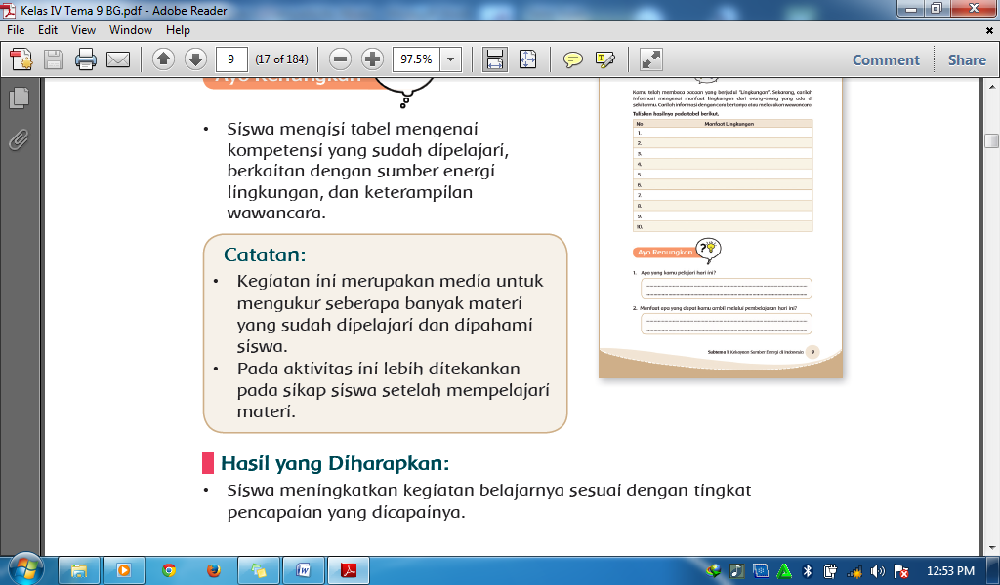 Kelas IV Tema 9 BG.pdf - Adobe Reader
File Edit View Window Help
9 (17 of 184) 97.5% Comment Share
Ayo Renungkan
• Siswa mengisi tabel mengenai
kompetensi yang sudah dipelajari,
berkaitan dengan sumber energi
lingkungan, dan keterampilan
wawancara.
Catatan:
• Kegiatan ini merupakan media untuk
mengukur seberapa banyak materi
yang sudah dipelajari dan dipahami
siswa.
• Pada aktivitas ini lebih ditekankan
pada sikap siswa setelah mempelajari
materi.
Kamu telah membaca bacaan yang berjudul "Lingkungan". Sekarang, carilah
informasi mengenai manfaat lingkungan dari orang-orang yang ada di
sekitarmu. Carilah informasi dengan cara bertanya atau melakukan wawancara.
Tuliskan hasilnya pada tabel berikut.
No Manfaat Lingkungan
1.
2.
3.
4.
5.
6.
7.
8.
9.
10.
Ayo Renungkan
1. Apa yang kamu pelajari hari ini?
2. Manfaat apa yang dapat kamu ambil melalui pembelajaran hari ini?
Subtema 1: Kekayaan Sumber Energi di Indonesia 9
Hasil yang Diharapkan:
• Siswa meningkatkan kegiatan belajarnya sesuai dengan tingkat
pencapaian yang dicapainya.
12:53 PM